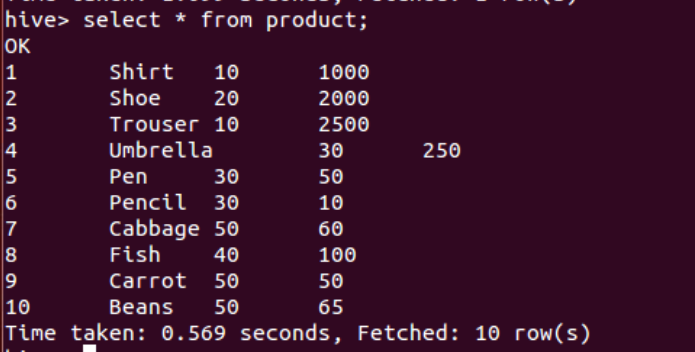 hive> select * from product;
OK
1 Shirt 10 1000
2 Shoe 20 2000
3 Trouser 10 2500
4 Umbrella 30 250
5 Pen 30 50
6 Pencil 30 10
7 Cabbage 50 60
8 Fish 40 100
9 Carrot 50 50
10 Beans 50 65
Time taken: 0.569 seconds, Fetched: 10 row(s)